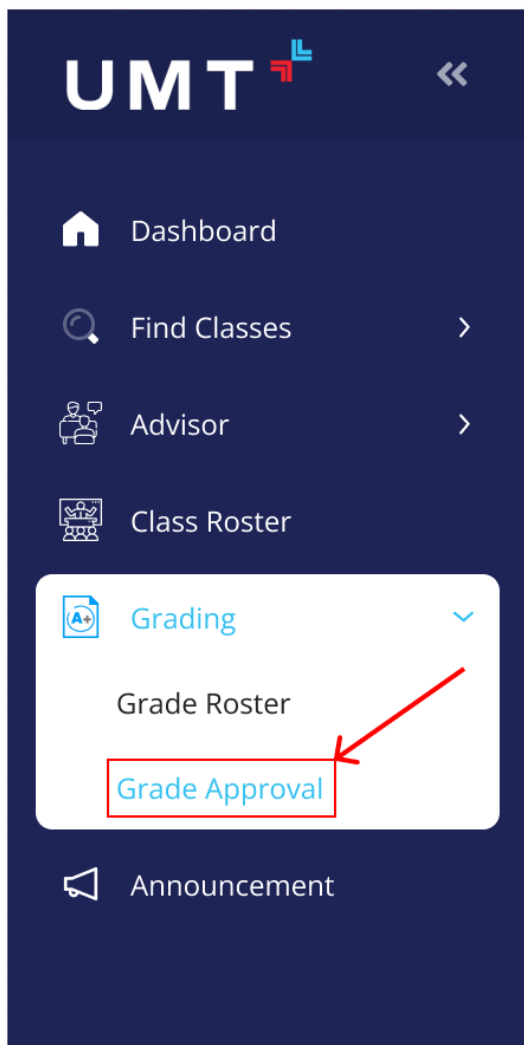 UMT
Dashboard
Find Classes
Advisor
Class Roster
A+
Grading
Grade Roster
Grade Approval
Announcement